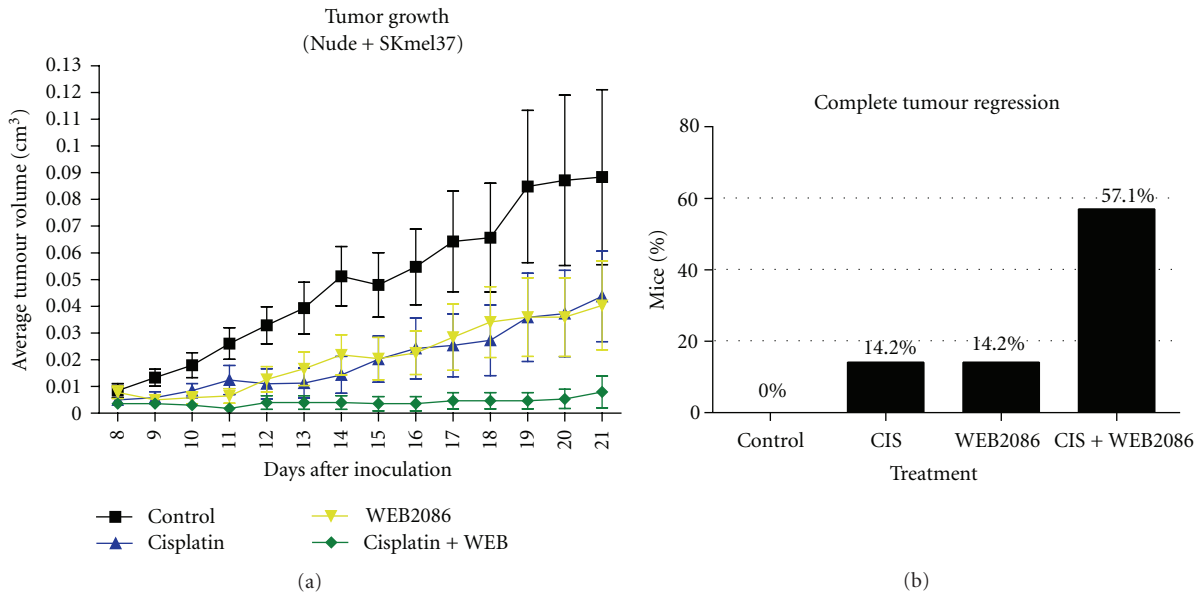 Tumor growth
(Nude + SKmel37)
0.13
0.12
0.11
0.1
0.09
0.08
0.07
0.06
0.05
0.04
0.03
0.02
0.01
0
Average tumour volume (cm³)
8 9 10 11 12 13 14 15 16 17 18 19 20 21
Days after inoculation
Control
Cisplatin
WEB2086
Cisplatin + WEB
(a)
Complete tumour regression
80
60
40
20
0
Mice (%)
0%
14.2%
14.2%
57.1%
Control CIS WEB2086 CIS + WEB2086
Treatment
(b)